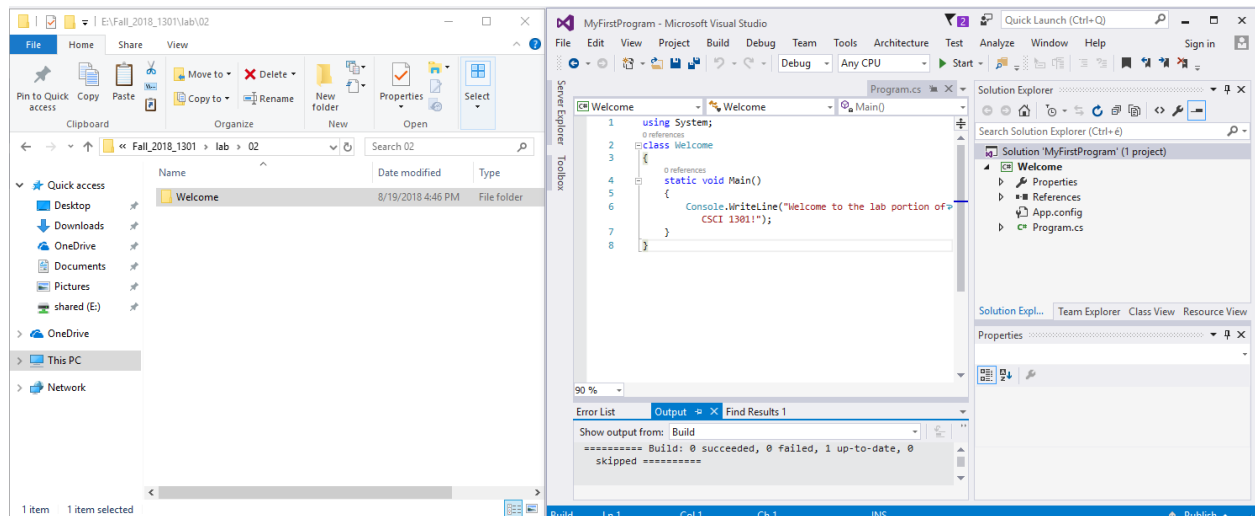 E:\Fall_2018_1301\lab\02
File Home Share View
Pin to Quick access
Copy
Paste
Move to
Copy to
Delete
Rename
New folder
Properties
Select
Clipboard Organize New Open
« Fall_2018_1301 › lab › 02
Search 02
Name Date modified Type
Welcome 8/19/2018 4:46 PM File folder
Quick access
Desktop
Downloads
OneDrive
Documents
Pictures
shared (E:)
OneDrive
This PC
Network
1 item 1 item selected
MyFirstProgram - Microsoft Visual Studio
2
Quick Launch (Ctrl+Q)
File Edit View Project Build Debug Team Tools Architecture Test Analyze Window Help Sign in
Debug Any CPU Start
Server Explorer
Toolbox
Program.cs
Welcome Welcome Main()
1 using System;
0 references
2 class Welcome
3 {
0 references
4 static void Main()
5 {
6 Console.WriteLine("Welcome to the lab portion of
CSCI 1301!");
7 }
8 }
90 %
Error List Output Find Results 1
Show output from: Build
========== Build: 0 succeeded, 0 failed, 1 up-to-date, 0
skipped ==========
Solution Explorer
Search Solution Explorer (Ctrl+é)
Solution 'MyFirstProgram' (1 project)
C# Welcome
Properties
References
App.config
C# Program.cs
Solution Expl... Team Explorer Class View Resource View
Properties
Build Ln 1 Col 1 Ch 1 INS Publish